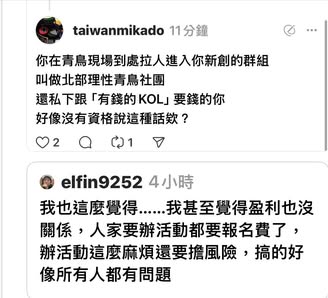 taiwanmikado 11分鐘
你在青鳥現場到處拉人進入你新創的群組
叫做北部理性青鳥社團
還私下跟「有錢的KOL」要錢的你
好像沒有資格說這種話欸？
2 1
elfin9252 4小時
我也這麼覺得......我甚至覺得盈利也沒
關係，人家要辦活動都要報名費了，
辦活動這麼麻煩還要擔風險，搞的好
像所有人都有問題